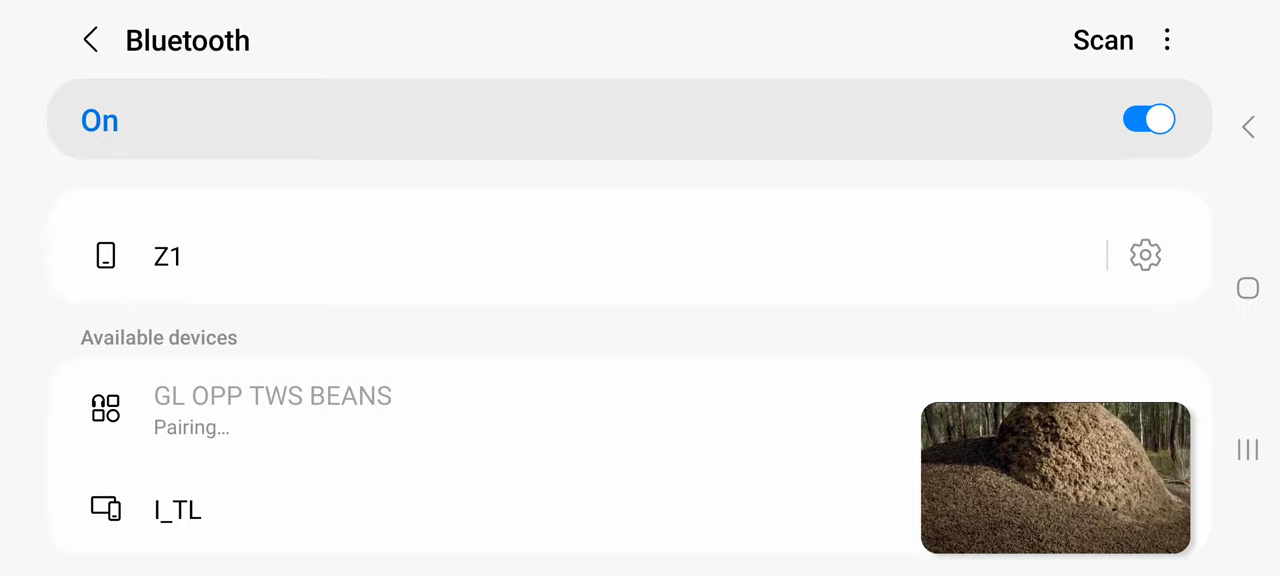 Bluetooth
Scan
On
Z1
Available devices
GL OPP TWS BEANS
Pairing...
I_TL